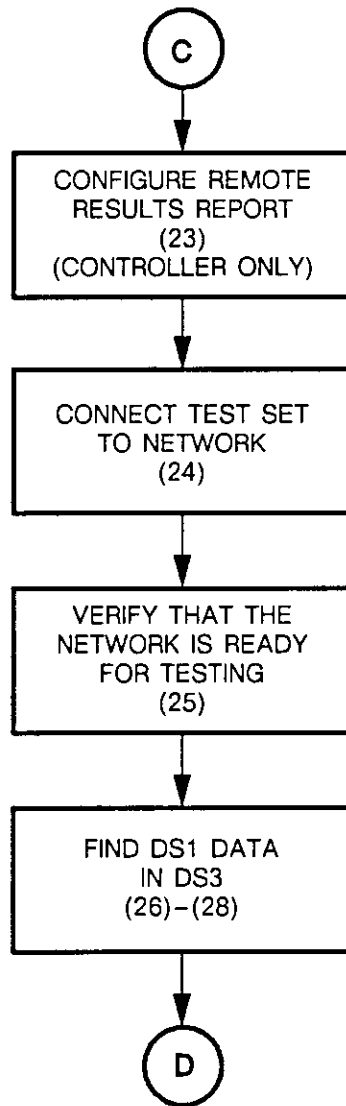 C
CONFIGURE REMOTE
RESULTS REPORT
(23)
(CONTROLLER ONLY)
CONNECT TEST SET
TO NETWORK
(24)
VERIFY THAT THE
NETWORK IS READY
FOR TESTING
(25)
FIND DS1 DATA
IN DS3
(26)–(28)
D